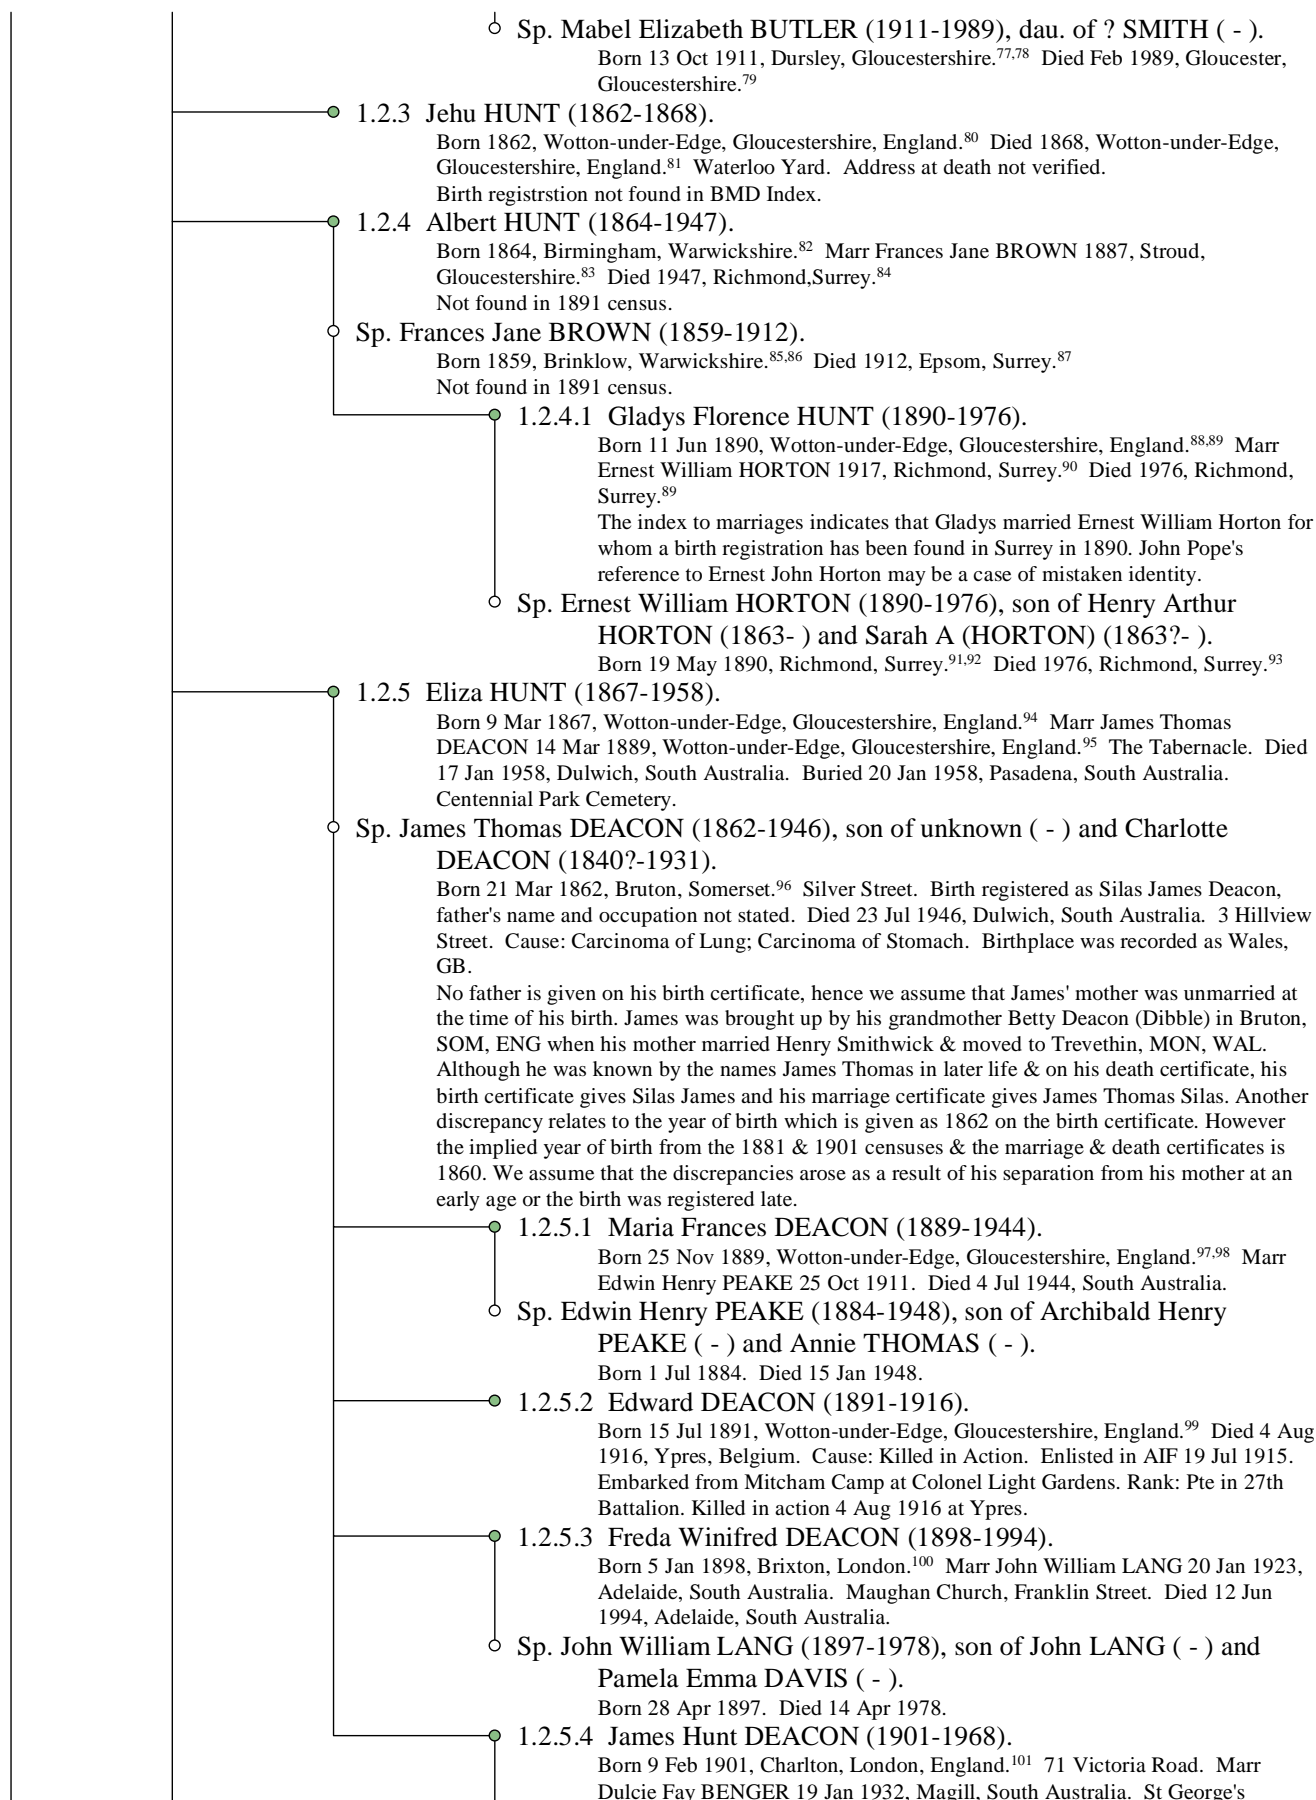 Sp. Mabel Elizabeth BUTLER (1911-1989), dau. of ? SMITH ( - ).
Born 13 Oct 1911, Dursley, Gloucestershire.77,78 Died Feb 1989, Gloucester,
Gloucestershire.79
1.2.3 Jehu HUNT (1862-1868).
Born 1862, Wotton-under-Edge, Gloucestershire, England.80 Died 1868, Wotton-under-Edge,
Gloucestershire, England.81 Waterloo Yard. Address at death not verified.
Birth registrstion not found in BMD Index.
1.2.4 Albert HUNT (1864-1947).
Born 1864, Birmingham, Warwickshire.82 Marr Frances Jane BROWN 1887, Stroud,
Gloucestershire.83 Died 1947, Richmond,Surrey.84
Not found in 1891 census.
Sp. Frances Jane BROWN (1859-1912).
Born 1859, Brinklow, Warwickshire.85,86 Died 1912, Epsom, Surrey.87
Not found in 1891 census.
1.2.4.1 Gladys Florence HUNT (1890-1976).
Born 11 Jun 1890, Wotton-under-Edge, Gloucestershire, England.88,89 Marr
Ernest William HORTON 1917, Richmond, Surrey.90 Died 1976, Richmond,
Surrey.89
The index to marriages indicates that Gladys married Ernest William Horton for
whom a birth registration has been found in Surrey in 1890. John Pope's
reference to Ernest John Horton may be a case of mistaken identity.
Sp. Ernest William HORTON (1890-1976), son of Henry Arthur
HORTON (1863- ) and Sarah A (HORTON) (1863?- ).
Born 19 May 1890, Richmond, Surrey.91,92 Died 1976, Richmond, Surrey.93
1.2.5 Eliza HUNT (1867-1958).
Born 9 Mar 1867, Wotton-under-Edge, Gloucestershire, England.94 Marr James Thomas
DEACON 14 Mar 1889, Wotton-under-Edge, Gloucestershire, England.95 The Tabernacle. Died
17 Jan 1958, Dulwich, South Australia. Buried 20 Jan 1958, Pasadena, South Australia.
Centennial Park Cemetery.
Sp. James Thomas DEACON (1862-1946), son of unknown ( - ) and Charlotte
DEACON (1840?-1931).
Born 21 Mar 1862, Bruton, Somerset.96 Silver Street. Birth registered as Silas James Deacon,
father's name and occupation not stated. Died 23 Jul 1946, Dulwich, South Australia. 3 Hillview
Street. Cause: Carcinoma of Lung; Carcinoma of Stomach. Birthplace was recorded as Wales,
GB.
No father is given on his birth certificate, hence we assume that James' mother was unmarried at
the time of his birth. James was brought up by his grandmother Betty Deacon (Dibble) in Bruton,
SOM, ENG when his mother married Henry Smithwick & moved to Trevethin, MON, WAL.
Although he was known by the names James Thomas in later life & on his death certificate, his
birth certificate gives Silas James and his marriage certificate gives James Thomas Silas. Another
discrepancy relates to the year of birth which is given as 1862 on the birth certificate. However
the implied year of birth from the 1881 & 1901 censuses & the marriage & death certificates is
1860. We assume that the discrepancies arose as a result of his separation from his mother at an
early age or the birth was registered late.
1.2.5.1 Maria Frances DEACON (1889-1944).
Born 25 Nov 1889, Wotton-under-Edge, Gloucestershire, England.97,98 Marr
Edwin Henry PEAKE 25 Oct 1911. Died 4 Jul 1944, South Australia.
Sp. Edwin Henry PEAKE (1884-1948), son of Archibald Henry
PEAKE ( - ) and Annie THOMAS ( - ).
Born 1 Jul 1884. Died 15 Jan 1948.
1.2.5.2 Edward DEACON (1891-1916).
Born 15 Jul 1891, Wotton-under-Edge, Gloucestershire, England.99 Died 4 Aug
1916, Ypres, Belgium. Cause: Killed in Action. Enlisted in AIF 19 Jul 1915.
Embarked from Mitcham Camp at Colonel Light Gardens. Rank: Pte in 27th
Battalion. Killed in action 4 Aug 1916 at Ypres.
1.2.5.3 Freda Winifred DEACON (1898-1994).
Born 5 Jan 1898, Brixton, London.100 Marr John William LANG 20 Jan 1923,
Adelaide, South Australia. Maughan Church, Franklin Street. Died 12 Jun
1994, Adelaide, South Australia.
Sp. John William LANG (1897-1978), son of John LANG ( - ) and
Pamela Emma DAVIS ( - ).
Born 28 Apr 1897. Died 14 Apr 1978.
1.2.5.4 James Hunt DEACON (1901-1968).
Born 9 Feb 1901, Charlton, London, England.101 71 Victoria Road. Marr
Dulcie Fay BENGER 19 Jan 1932, Magill, South Australia. St George's